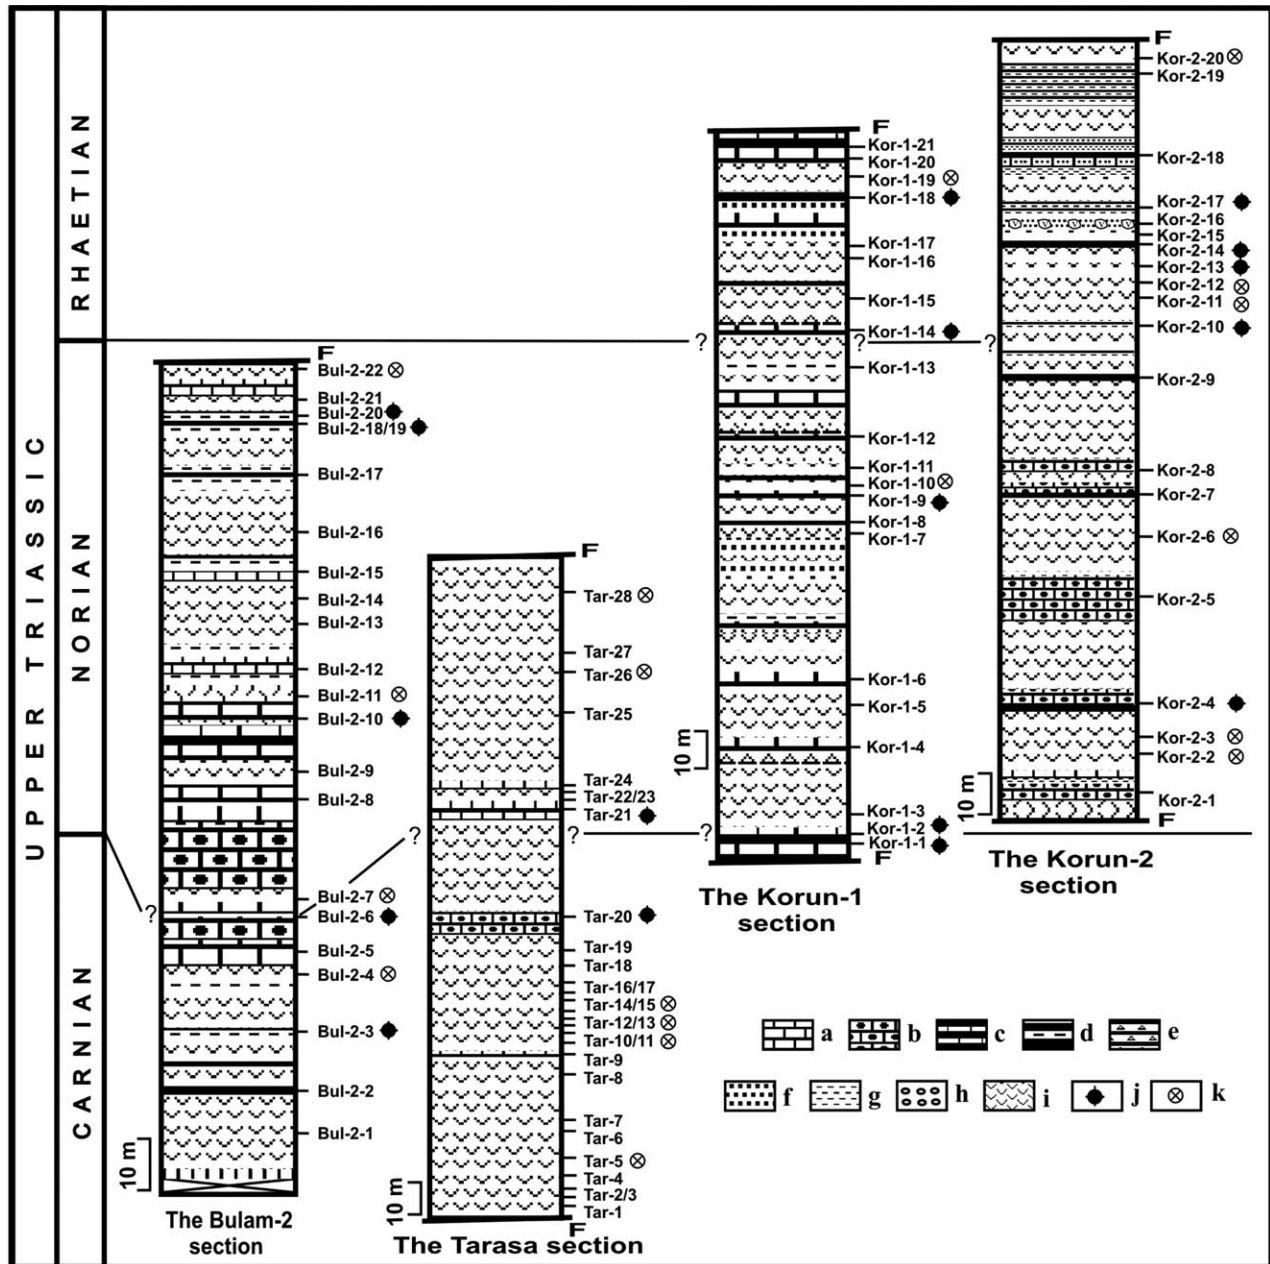 UPPER TRIASSIC
RHAETIAN
NORIAN
CARNIAN
F
Bul-2-22
Bul-2-21
Bul-2-20
Bul-2-18/19
Bul-2-17
Bul-2-16
Bul-2-15
Bul-2-14
Bul-2-13
Bul-2-12
Bul-2-11
Bul-2-10
Bul-2-9
Bul-2-8
Bul-2-7
Bul-2-6
Bul-2-5
Bul-2-4
Bul-2-3
Bul-2-2
Bul-2-1
?
10 m
The Bulam-2
section
F
Tar-28
Tar-27
Tar-26
Tar-25
Tar-24
Tar-22/23
Tar-21
Tar-20
Tar-19
Tar-18
Tar-16/17
Tar-14/15
Tar-12/13
Tar-10/11
Tar-9
Tar-8
Tar-7
Tar-6
Tar-5
Tar-4
Tar-2/3
Tar-1
F
?
?
10 m
The Tarasa section
F
Kor-1-21
Kor-1-20
Kor-1-19
Kor-1-18
Kor-1-17
Kor-1-16
Kor-1-15
Kor-1-14
Kor-1-13
Kor-1-12
Kor-1-11
Kor-1-10
Kor-1-9
Kor-1-8
Kor-1-7
Kor-1-6
Kor-1-5
Kor-1-4
Kor-1-3
Kor-1-2
Kor-1-1
F
?
?
?
?
10 m
The Korun-1
section
F
Kor-2-20
Kor-2-19
Kor-2-18
Kor-2-17
Kor-2-16
Kor-2-15
Kor-2-14
Kor-2-13
Kor-2-12
Kor-2-11
Kor-2-10
Kor-2-9
Kor-2-8
Kor-2-7
Kor-2-6
Kor-2-5
Kor-2-4
Kor-2-3
Kor-2-2
Kor-2-1
F
10 m
The Korun-2
section
a b c d e
f g h i j k